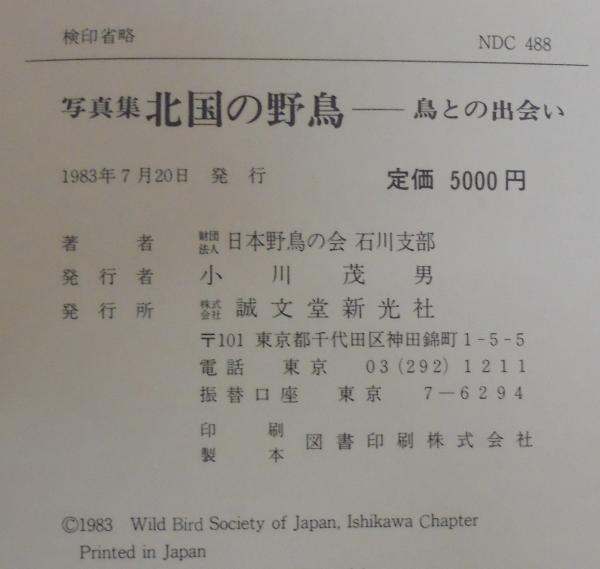 検印省略
NDC 488
写真集 北国の野鳥 ── 鳥との出会い
1983年7月20日 発 行 定価 5000円
著 者 財団法人 日本野鳥の会 石川支部
発 行 者 小 川 茂 男
発 行 所 株式会社 誠文堂新光社
〒101 東京都千代田区神田錦町1-5-5
電話 東京 03(292)1211
振替口座 東京 7−6294
印 刷
製 本 図書印刷株式会社
©1983 Wild Bird Society of Japan, Ishikawa Chapter
Printed in Japan